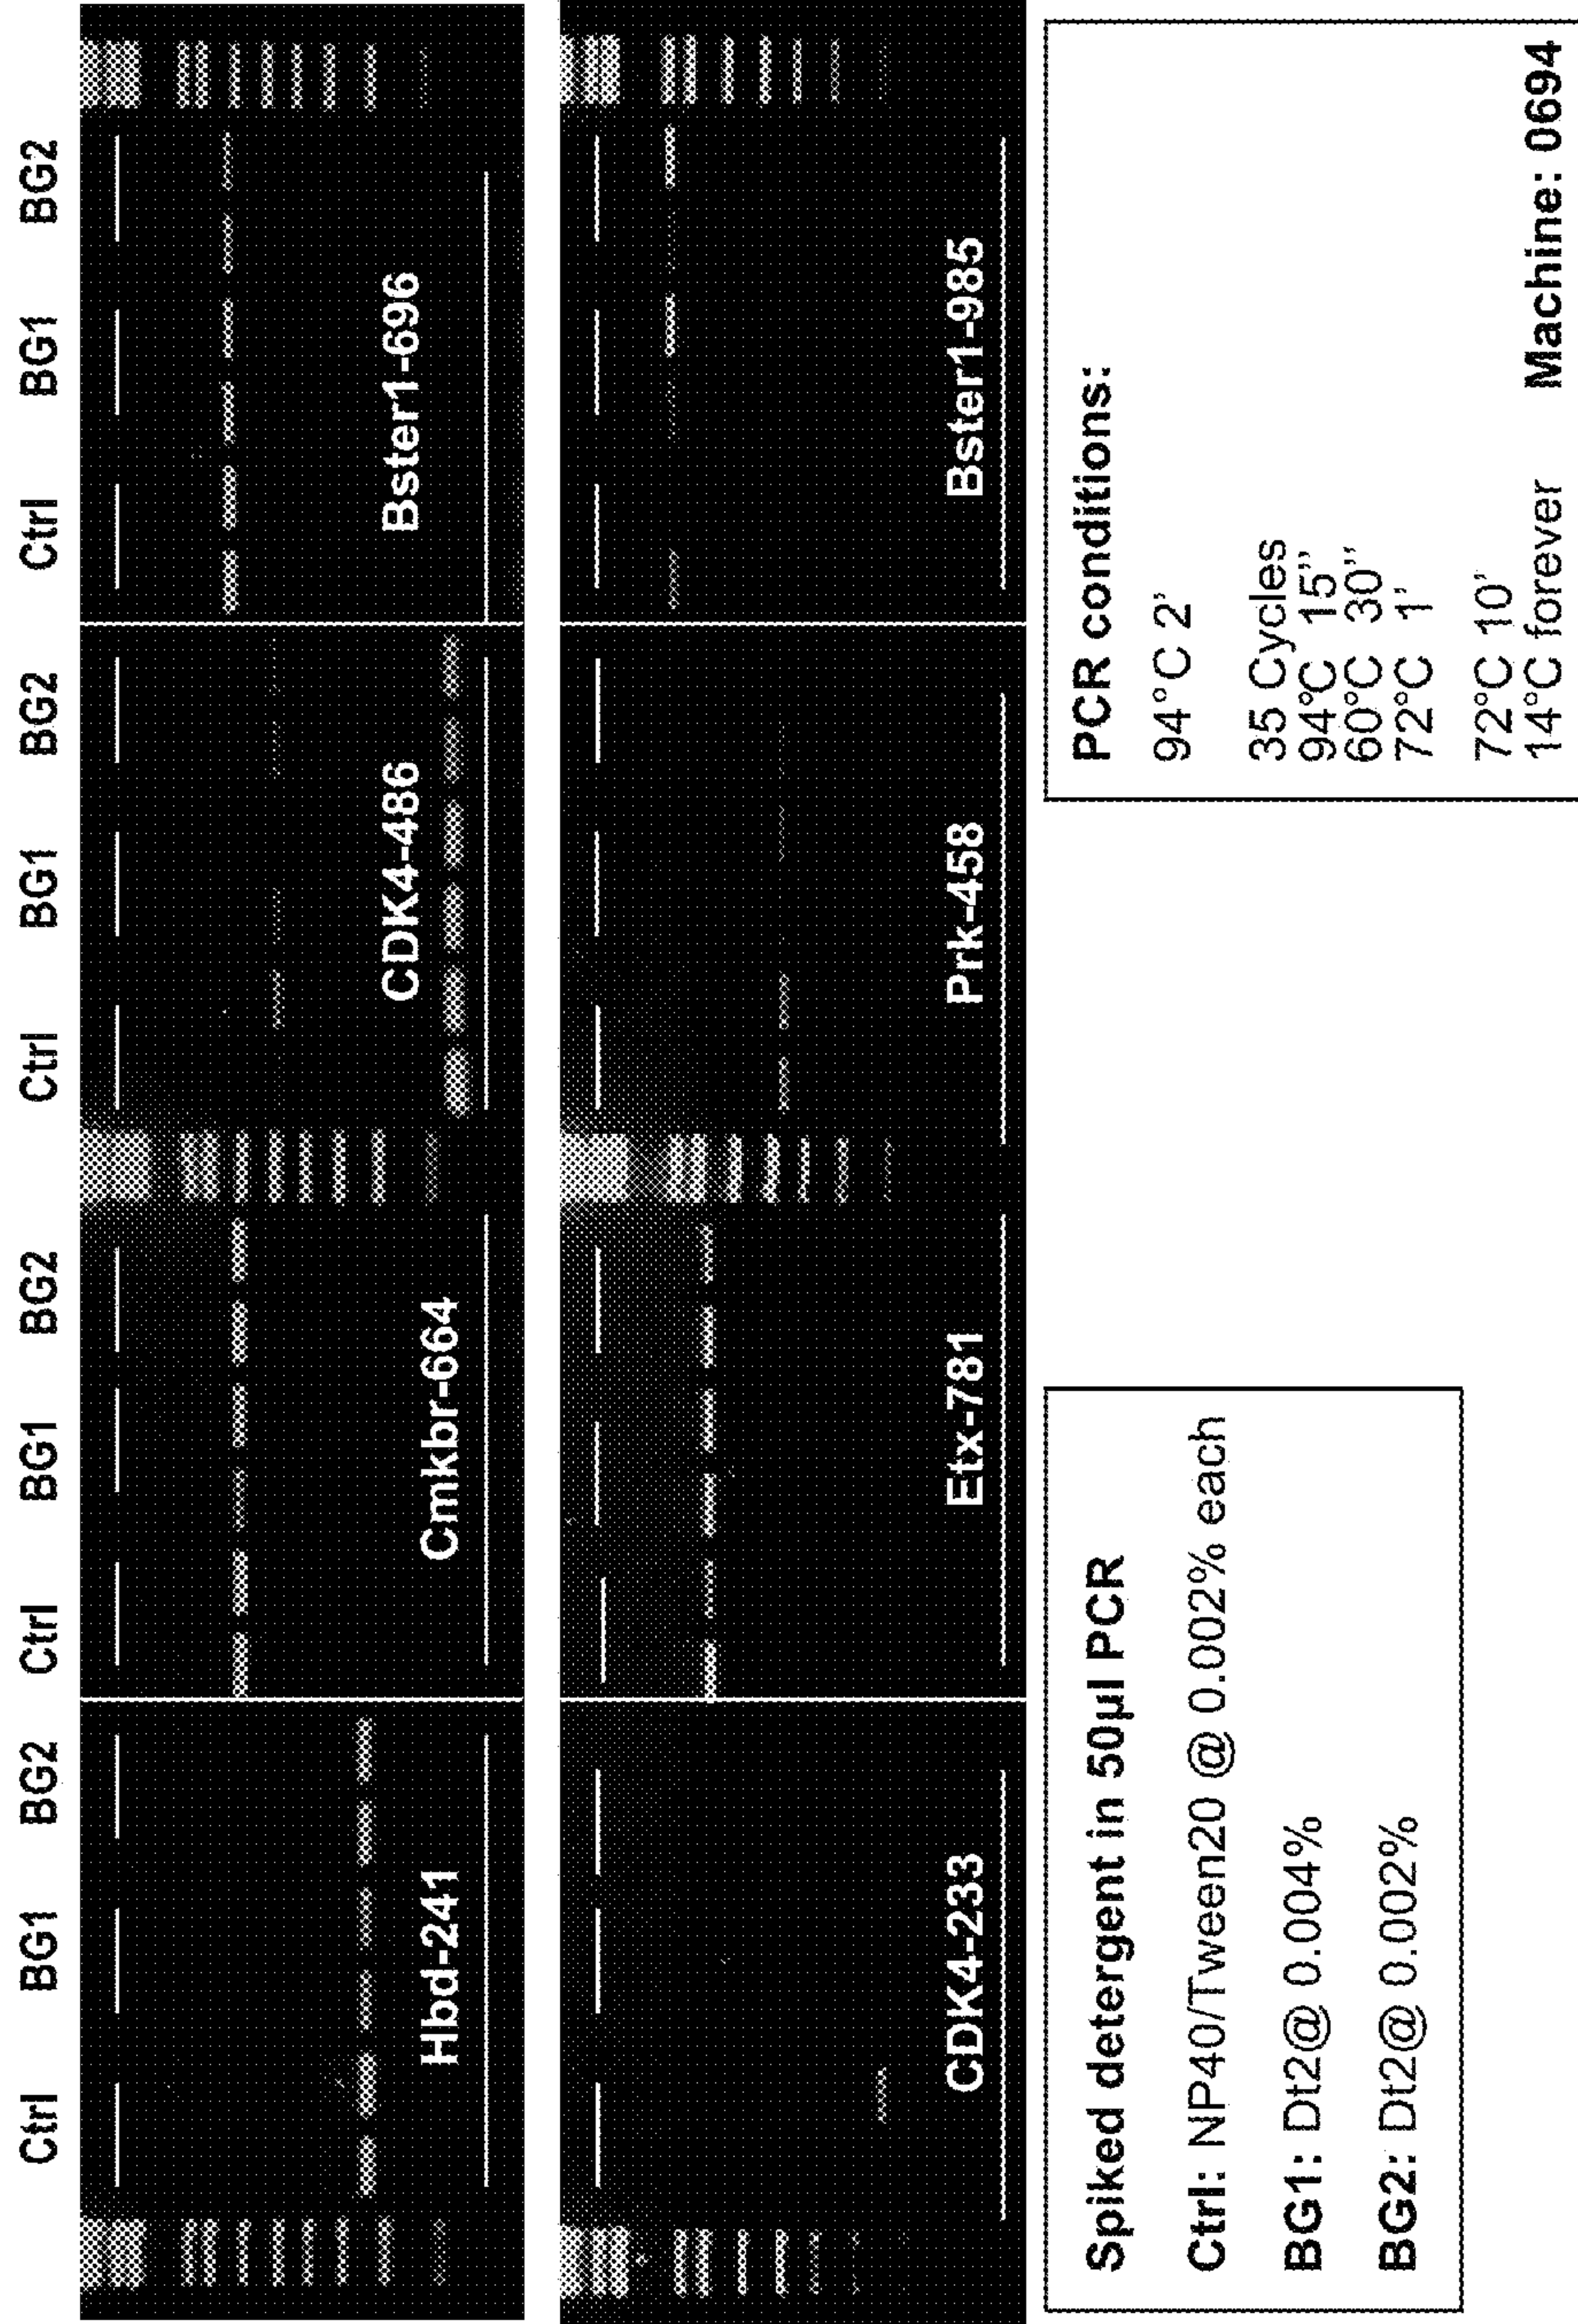 Ctrl BG1 BG2 Ctrl BG1 BG2 Ctrl BG1 BG2 Ctrl BG1 BG2
Hbd-241 Cmkbr-664 CDK4-486 Bster1-696
CDK4-233 Etx-781 Prk-458 Bster1-985
Spiked detergent in 50µl PCR
Ctrl: NP40/Tween20 @ 0.002% each
BG1: Dt2@ 0.004%
BG2: Dt2@ 0.002%
PCR conditions:
94°C 2’
35 Cycles
94°C 15’’
60°C 30’’
72°C 1’
72°C 10’
14°C forever Machine: 0694